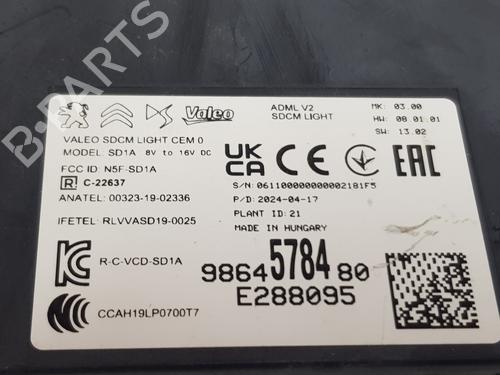 Valeo
ADML V2
SDCM LIGHT
MK: 03.00
HW: 08.01.01
SW: 13.02
VALEO SDCM LIGHT CEM 0
MODEL: SD1A 8V to 16V DC
FCC ID: N5F-SD1A
R C-22637
ANATEL: 00323-19-02336
IFETEL: RLVVASD19-0025
R-C-VCD-SD1A
CCAH19LP0700T7
UK
CA
CE
EAC
S/N: 06110000000000002181F5
P/D: 2024-04-17
PLANT ID: 21
MADE IN HUNGARY
9864578480
E288095
B-Parts